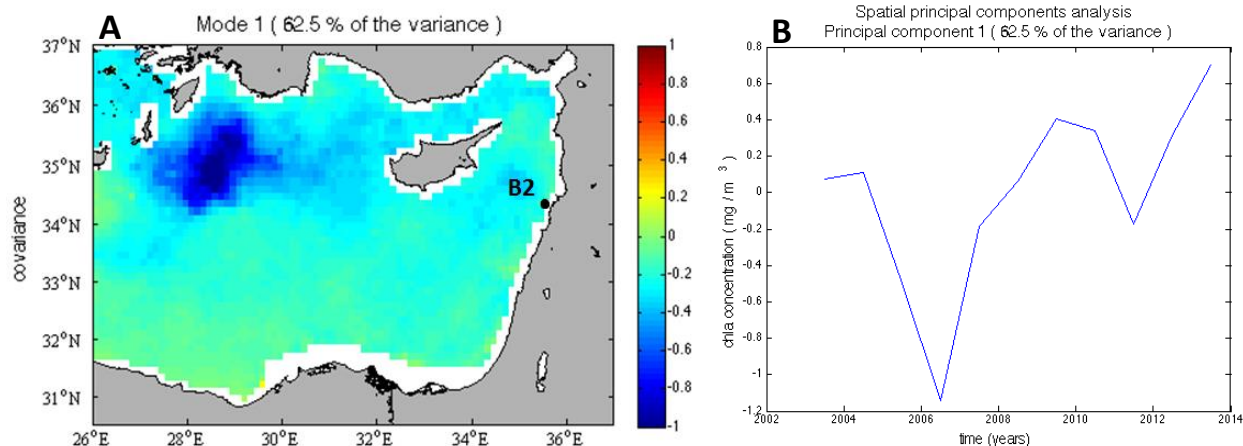 A
Mode 1 ( 62.5 % of the variance )
37°N
36°N
35°N
34°N
33°N
32°N
31°N
26°E
28°E
30°E
32°E
34°E
36°E
covariance
B2
1
0.8
0.6
0.4
0.2
0
-0.2
-0.4
-0.6
-0.8
-1
B
Spatial principal components analysis
Principal component 1 ( 62.5 % of the variance )
0.8
0.6
0.4
0.2
0
-0.2
-0.4
-0.6
-0.8
-1
-1.2
2002
2004
2006
2008
2010
2012
2014
chla concentration ( mg / m ³ )
time (years)